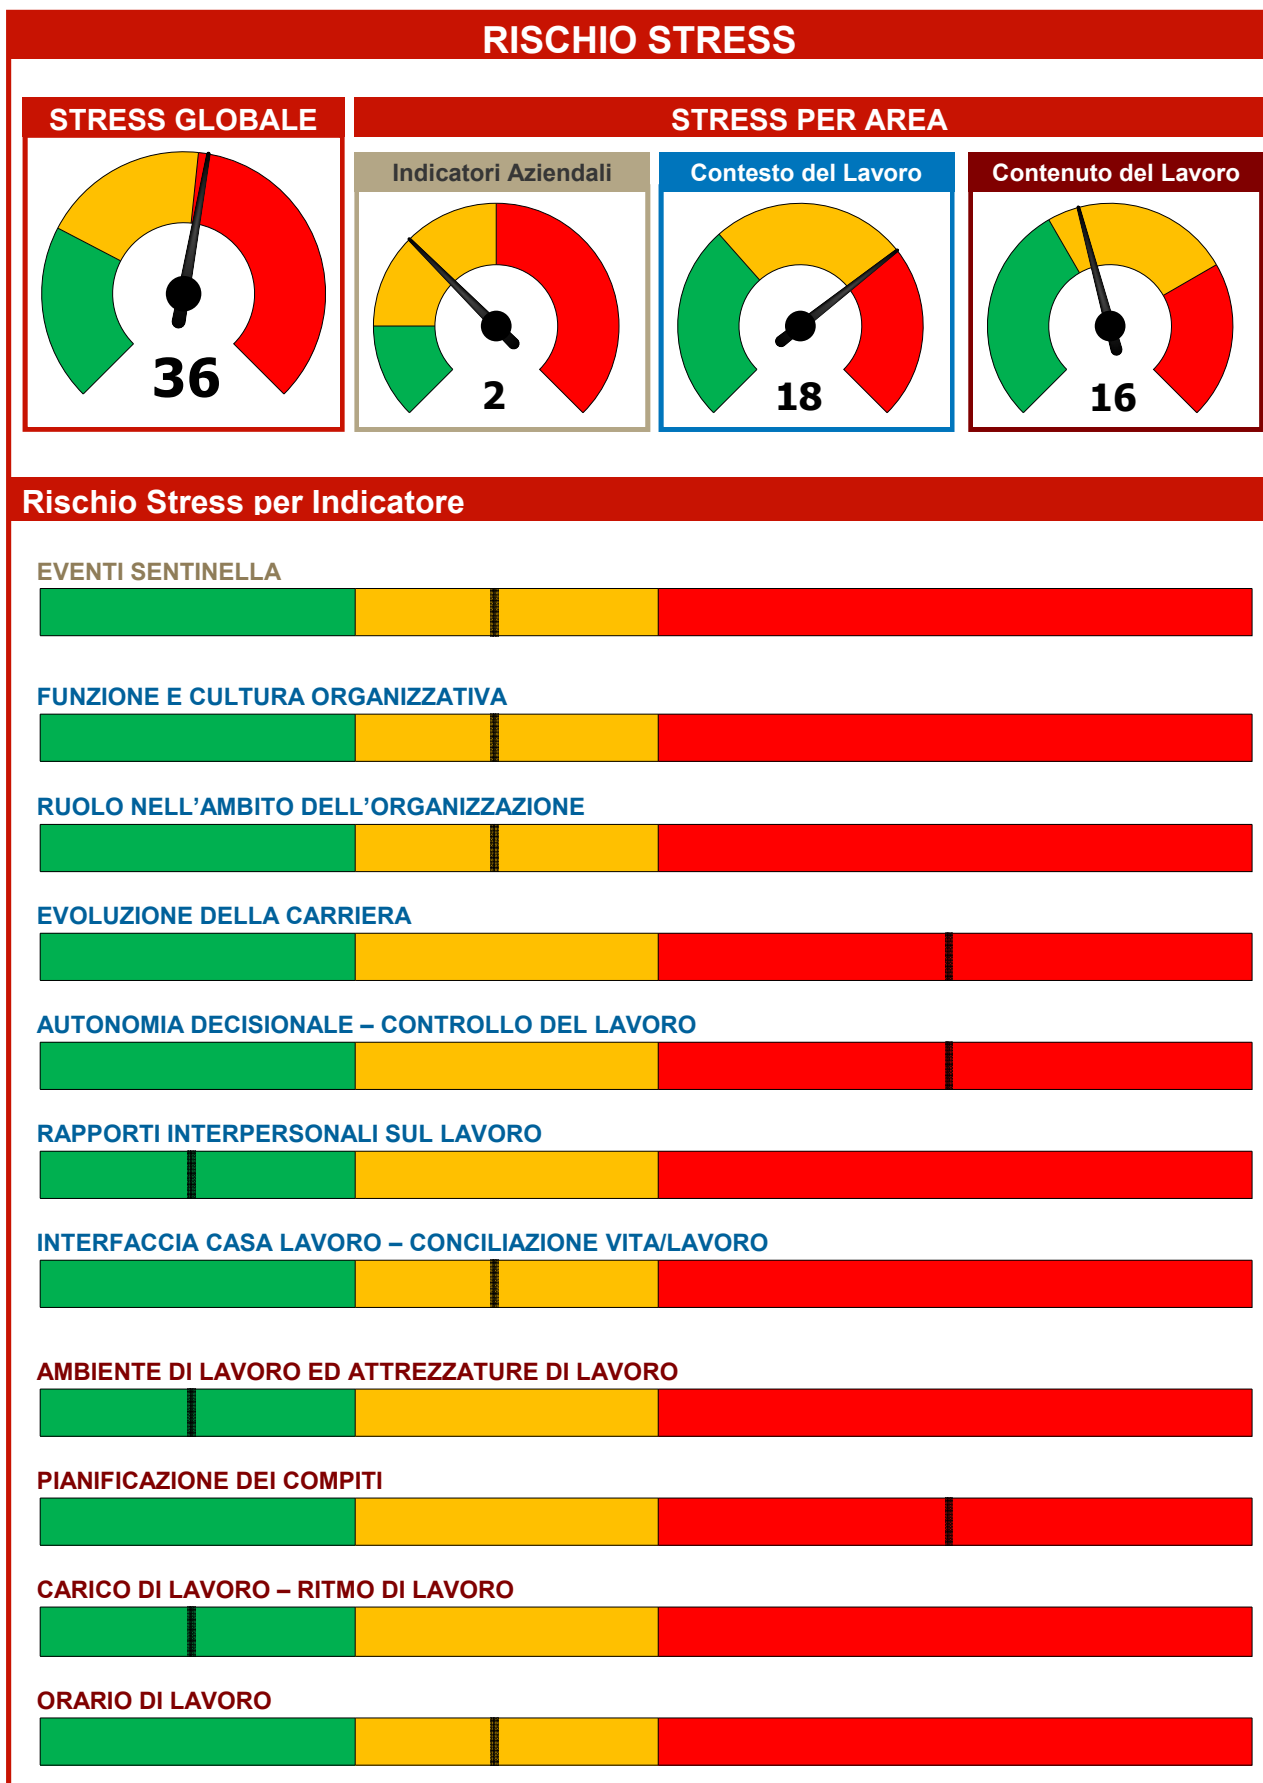 RISCHIO STRESS
STRESS GLOBALE
STRESS PER AREA
Indicatori Aziendali
Contesto del Lavoro
Contenuto del Lavoro
36
2
18
16
Rischio Stress per Indicatore
EVENTI SENTINELLA
FUNZIONE E CULTURA ORGANIZZATIVA
RUOLO NELL’AMBITO DELL’ORGANIZZAZIONE
EVOLUZIONE DELLA CARRIERA
AUTONOMIA DECISIONALE – CONTROLLO DEL LAVORO
RAPPORTI INTERPERSONALI SUL LAVORO
INTERFACCIA CASA LAVORO – CONCILIAZIONE VITA/LAVORO
AMBIENTE DI LAVORO ED ATTREZZATURE DI LAVORO
PIANIFICAZIONE DEI COMPITI
CARICO DI LAVORO – RITMO DI LAVORO
ORARIO DI LAVORO